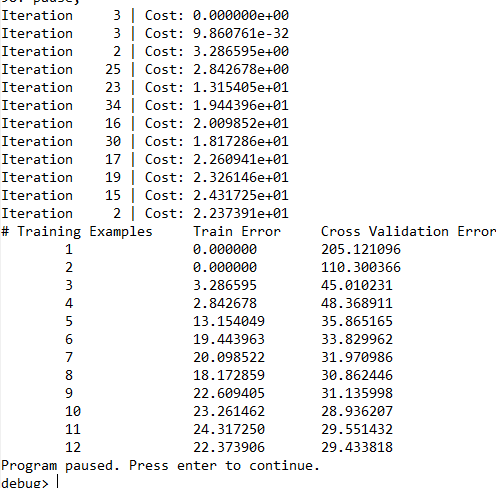 Iteration     3 | Cost: 0.000000e+00
Iteration     3 | Cost: 9.860761e-32
Iteration     2 | Cost: 3.286595e+00
Iteration    25 | Cost: 2.842678e+00
Iteration    23 | Cost: 1.315405e+01
Iteration    34 | Cost: 1.944396e+01
Iteration    16 | Cost: 2.009852e+01
Iteration    30 | Cost: 1.817286e+01
Iteration    17 | Cost: 2.260941e+01
Iteration    19 | Cost: 2.326146e+01
Iteration    15 | Cost: 2.431725e+01
Iteration     2 | Cost: 2.237391e+01
# Training Examples     Train Error     Cross Validation Error
1     0.000000     205.121096
2     0.000000     110.300366
3     3.286595     45.010231
4     2.842678     48.368911
5     13.154049     35.865165
6     19.443963     33.829962
7     20.098522     31.970986
8     18.172859     30.862446
9     22.609405     31.135998
10     23.261462     28.936207
11     24.317250     29.551432
12     22.373906     29.433818
Program paused. Press enter to continue.
debug>